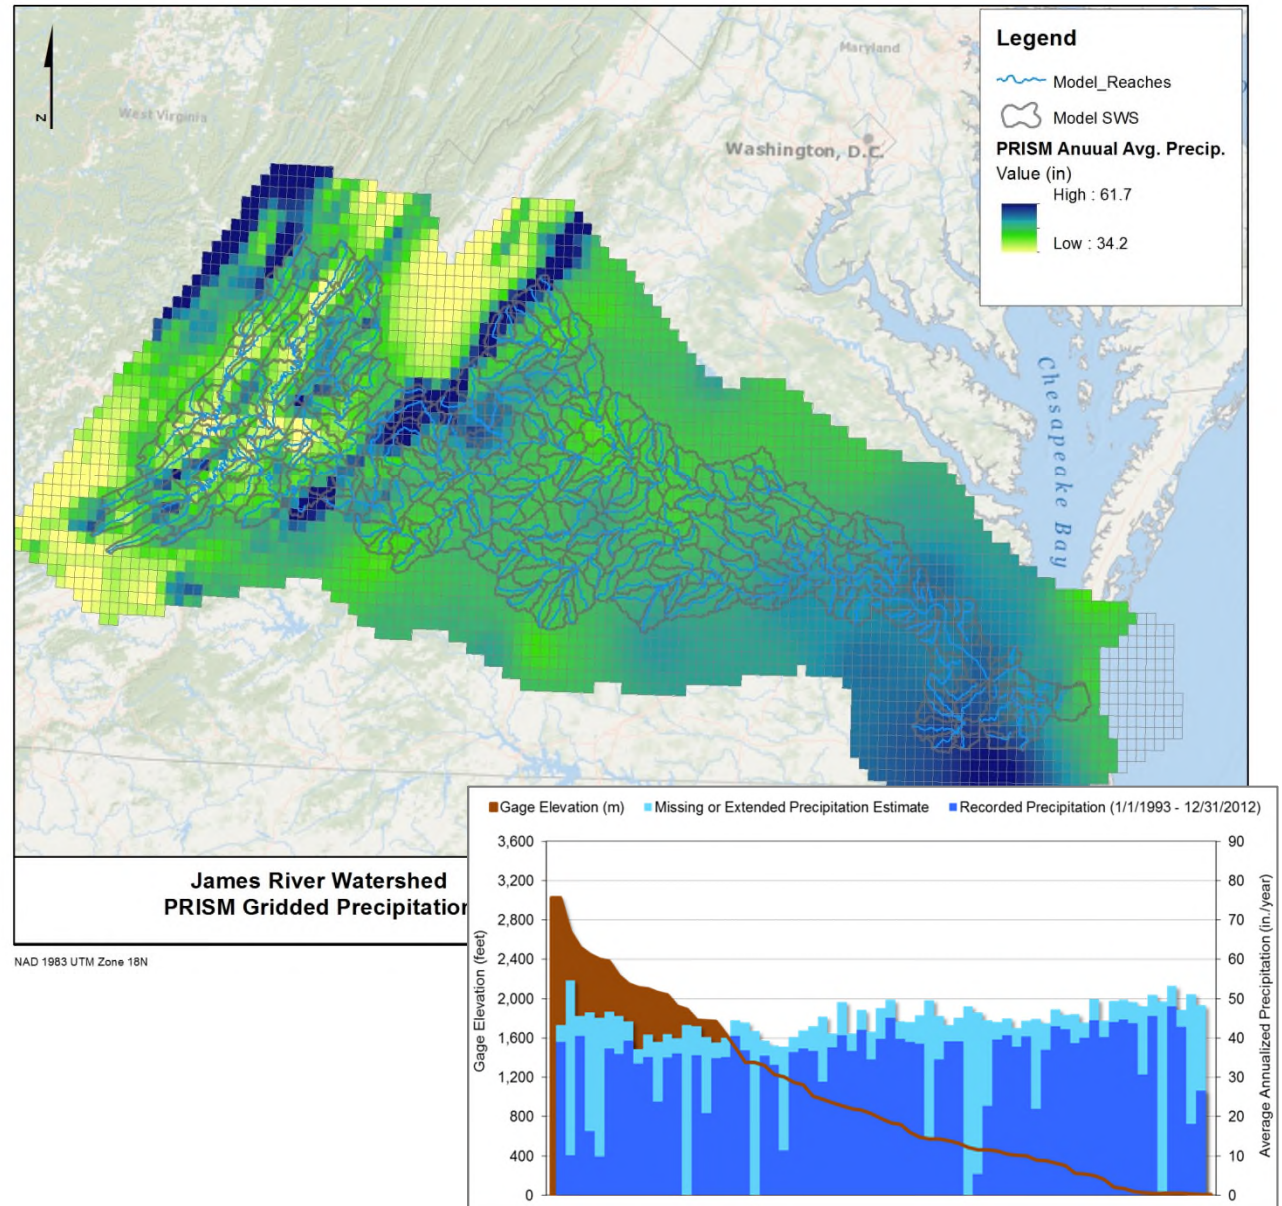 West Virginia
Maryland
Washington, D.C.
Chesapeake Bay
N
Legend
Model_Reaches
Model SWS
PRISM Anuual Avg. Precip.
Value (in)
High : 61.7
Low : 34.2
James River Watershed
PRISM Gridded Precipitation
NAD 1983 UTM Zone 18N
Gage Elevation (m) Missing or Extended Precipitation Estimate Recorded Precipitation (1/1/1993 - 12/31/2012)
Gage Elevation (feet)
3,600
3,200
2,800
2,400
2,000
1,600
1,200
800
400
0
90
80
70
60
50
40
30
20
10
0
Average Annualized Precipitation (in./year)